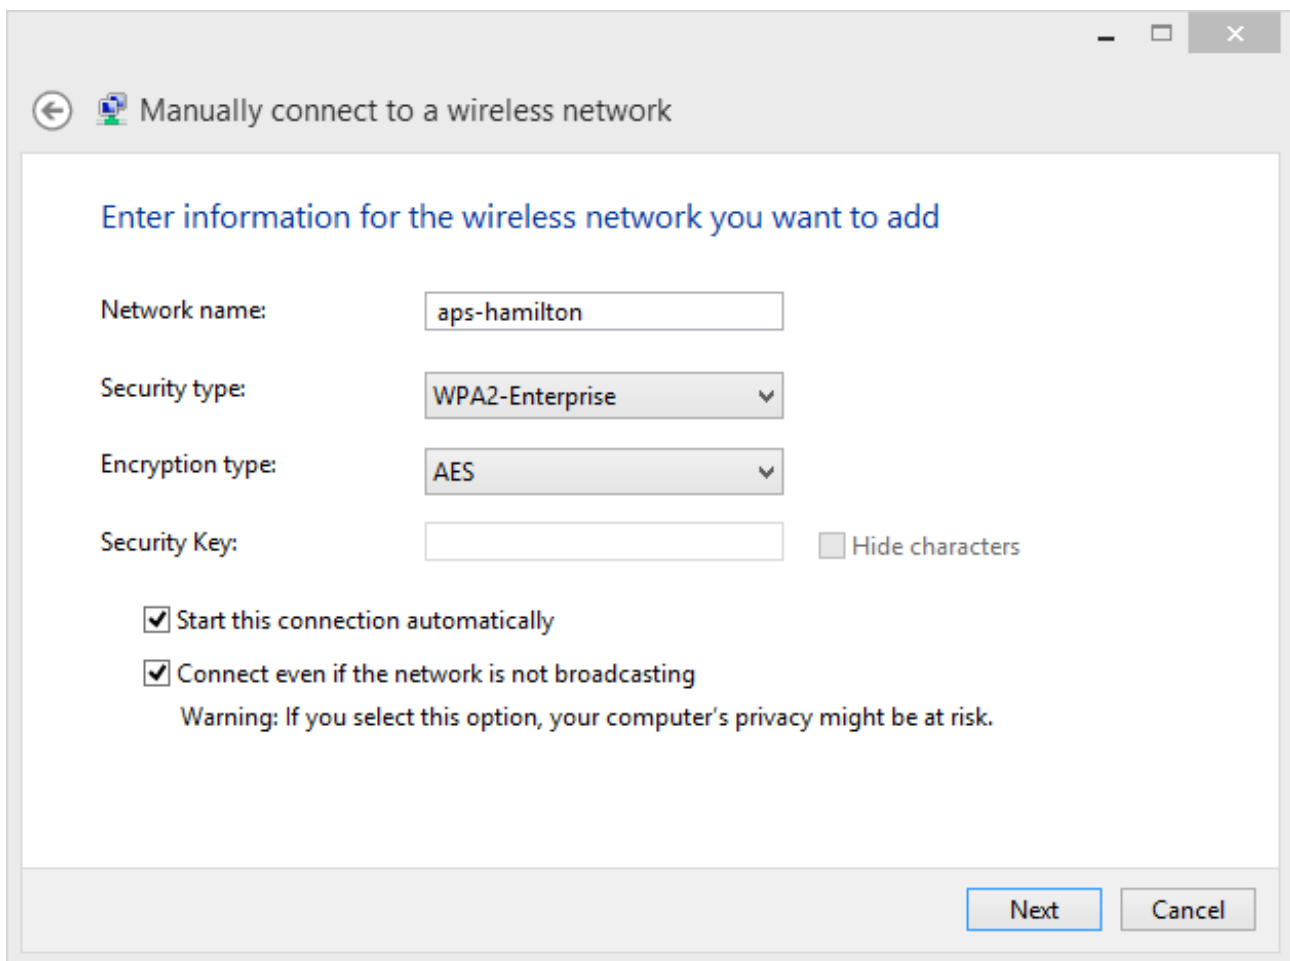 Manually connect to a wireless network
Enter information for the wireless network you want to add
Network name: aps-hamilton
Security type: WPA2-Enterprise
Encryption type: AES
Security Key: Hide characters
Start this connection automatically
Connect even if the network is not broadcasting
Warning: If you select this option, your computer's privacy might be at risk.
Next Cancel